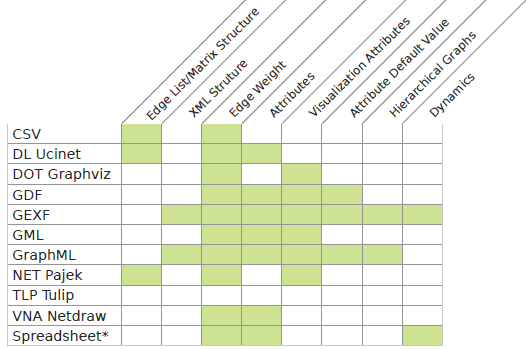 Edge List/Matrix Structure
XML Struture
Edge Weight
Attributes
Visualization Attributes
Attribute Default Value
Hierarchical Graphs
Dynamics
CSV
DL Ucinet
DOT Graphviz
GDF
GEXF
GML
GraphML
NET Pajek
TLP Tulip
VNA Netdraw
Spreadsheet*